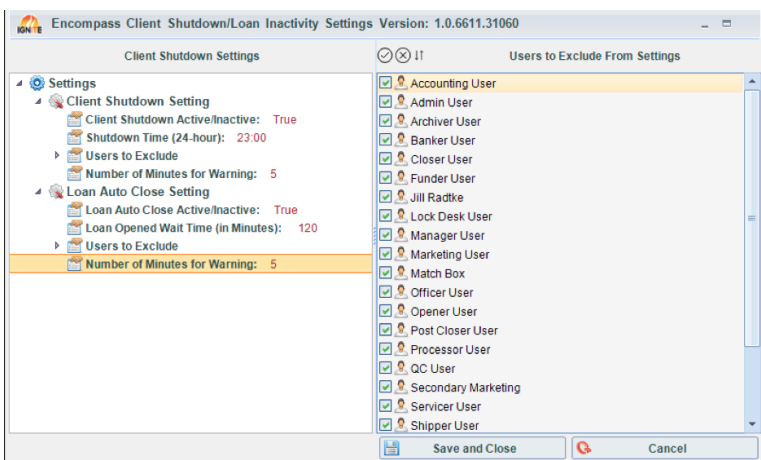 IGNITE Encompass Client Shutdown/Loan Inactivity Settings Version: 1.0.6611.31060
Client Shutdown Settings
Users to Exclude From Settings
Settings
Client Shutdown Setting
Client Shutdown Active/Inactive: True
Shutdown Time (24-hour): 23:00
Users to Exclude
Number of Minutes for Warning: 5
Loan Auto Close Setting
Loan Auto Close Active/Inactive: True
Loan Opened Wait Time (in Minutes): 120
Users to Exclude
Number of Minutes for Warning: 5
Accounting User
Admin User
Archiver User
Banker User
Closer User
Funder User
Jill Radtke
Lock Desk User
Manager User
Marketing User
Match Box
Officer User
Opener User
Post Closer User
Processor User
QC User
Secondary Marketing
Servicer User
Shipper User
Save and Close
Cancel